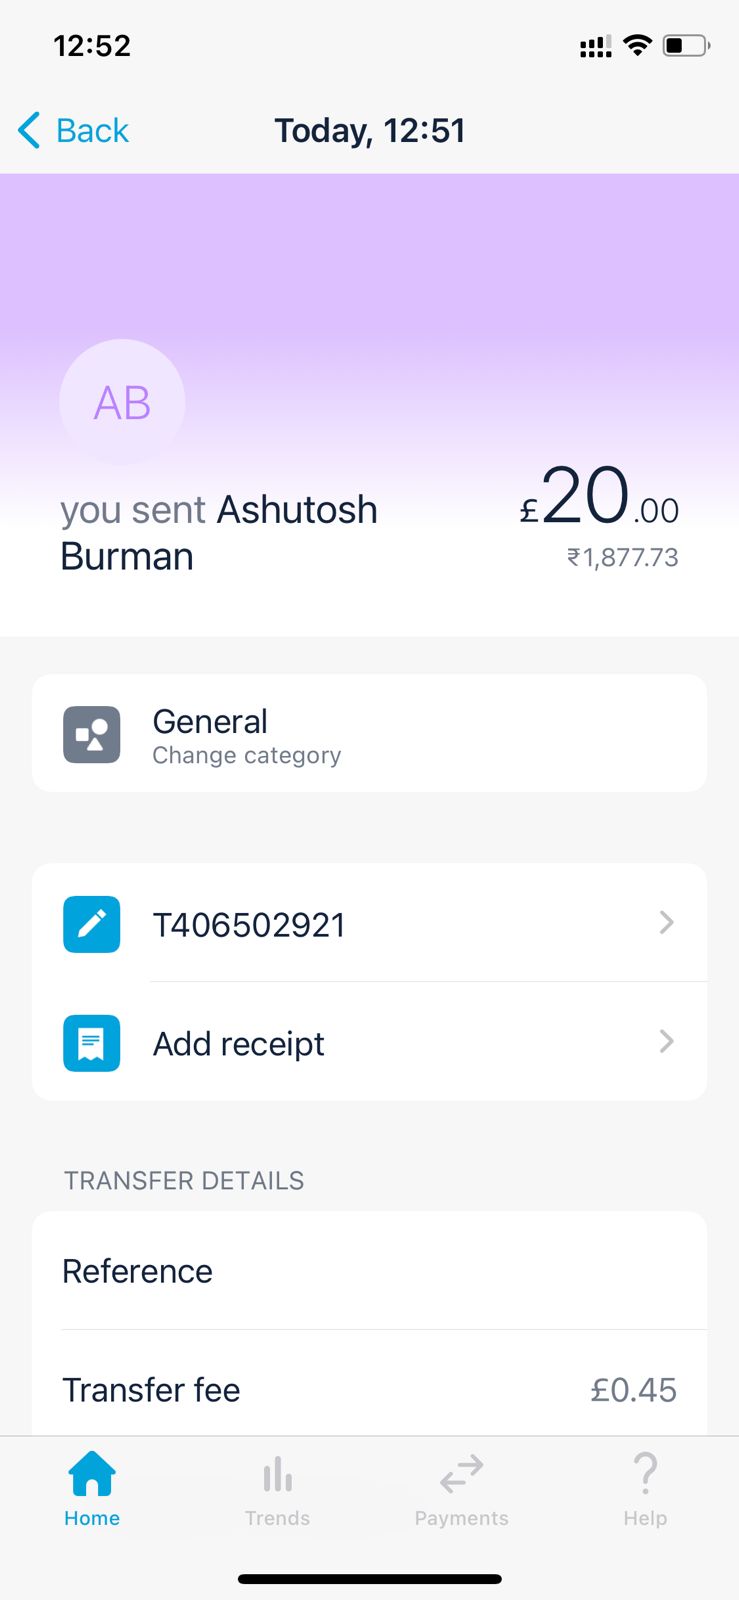 12:52
Back
Today, 12:51
AB
you sent Ashutosh
Burman
£20.00
₹1,877.73
General
Change category
T406502921
Add receipt
TRANSFER DETAILS
Reference
Transfer fee £0.45
Home Trends Payments Help